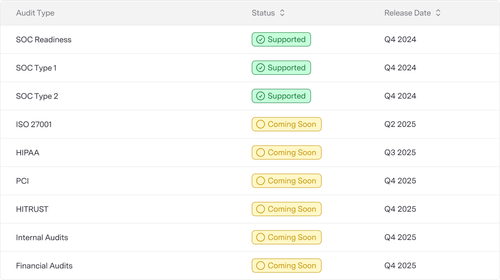 Audit Type Status Release Date
SOC Readiness Supported Q4 2024
SOC Type 1 Supported Q4 2024
SOC Type 2 Supported Q4 2024
ISO 27001 Coming Soon Q2 2025
HIPAA Coming Soon Q3 2025
PCI Coming Soon Q4 2025
HITRUST Coming Soon Q4 2025
Internal Audits Coming Soon Q4 2025
Financial Audits Coming Soon Q4 2025